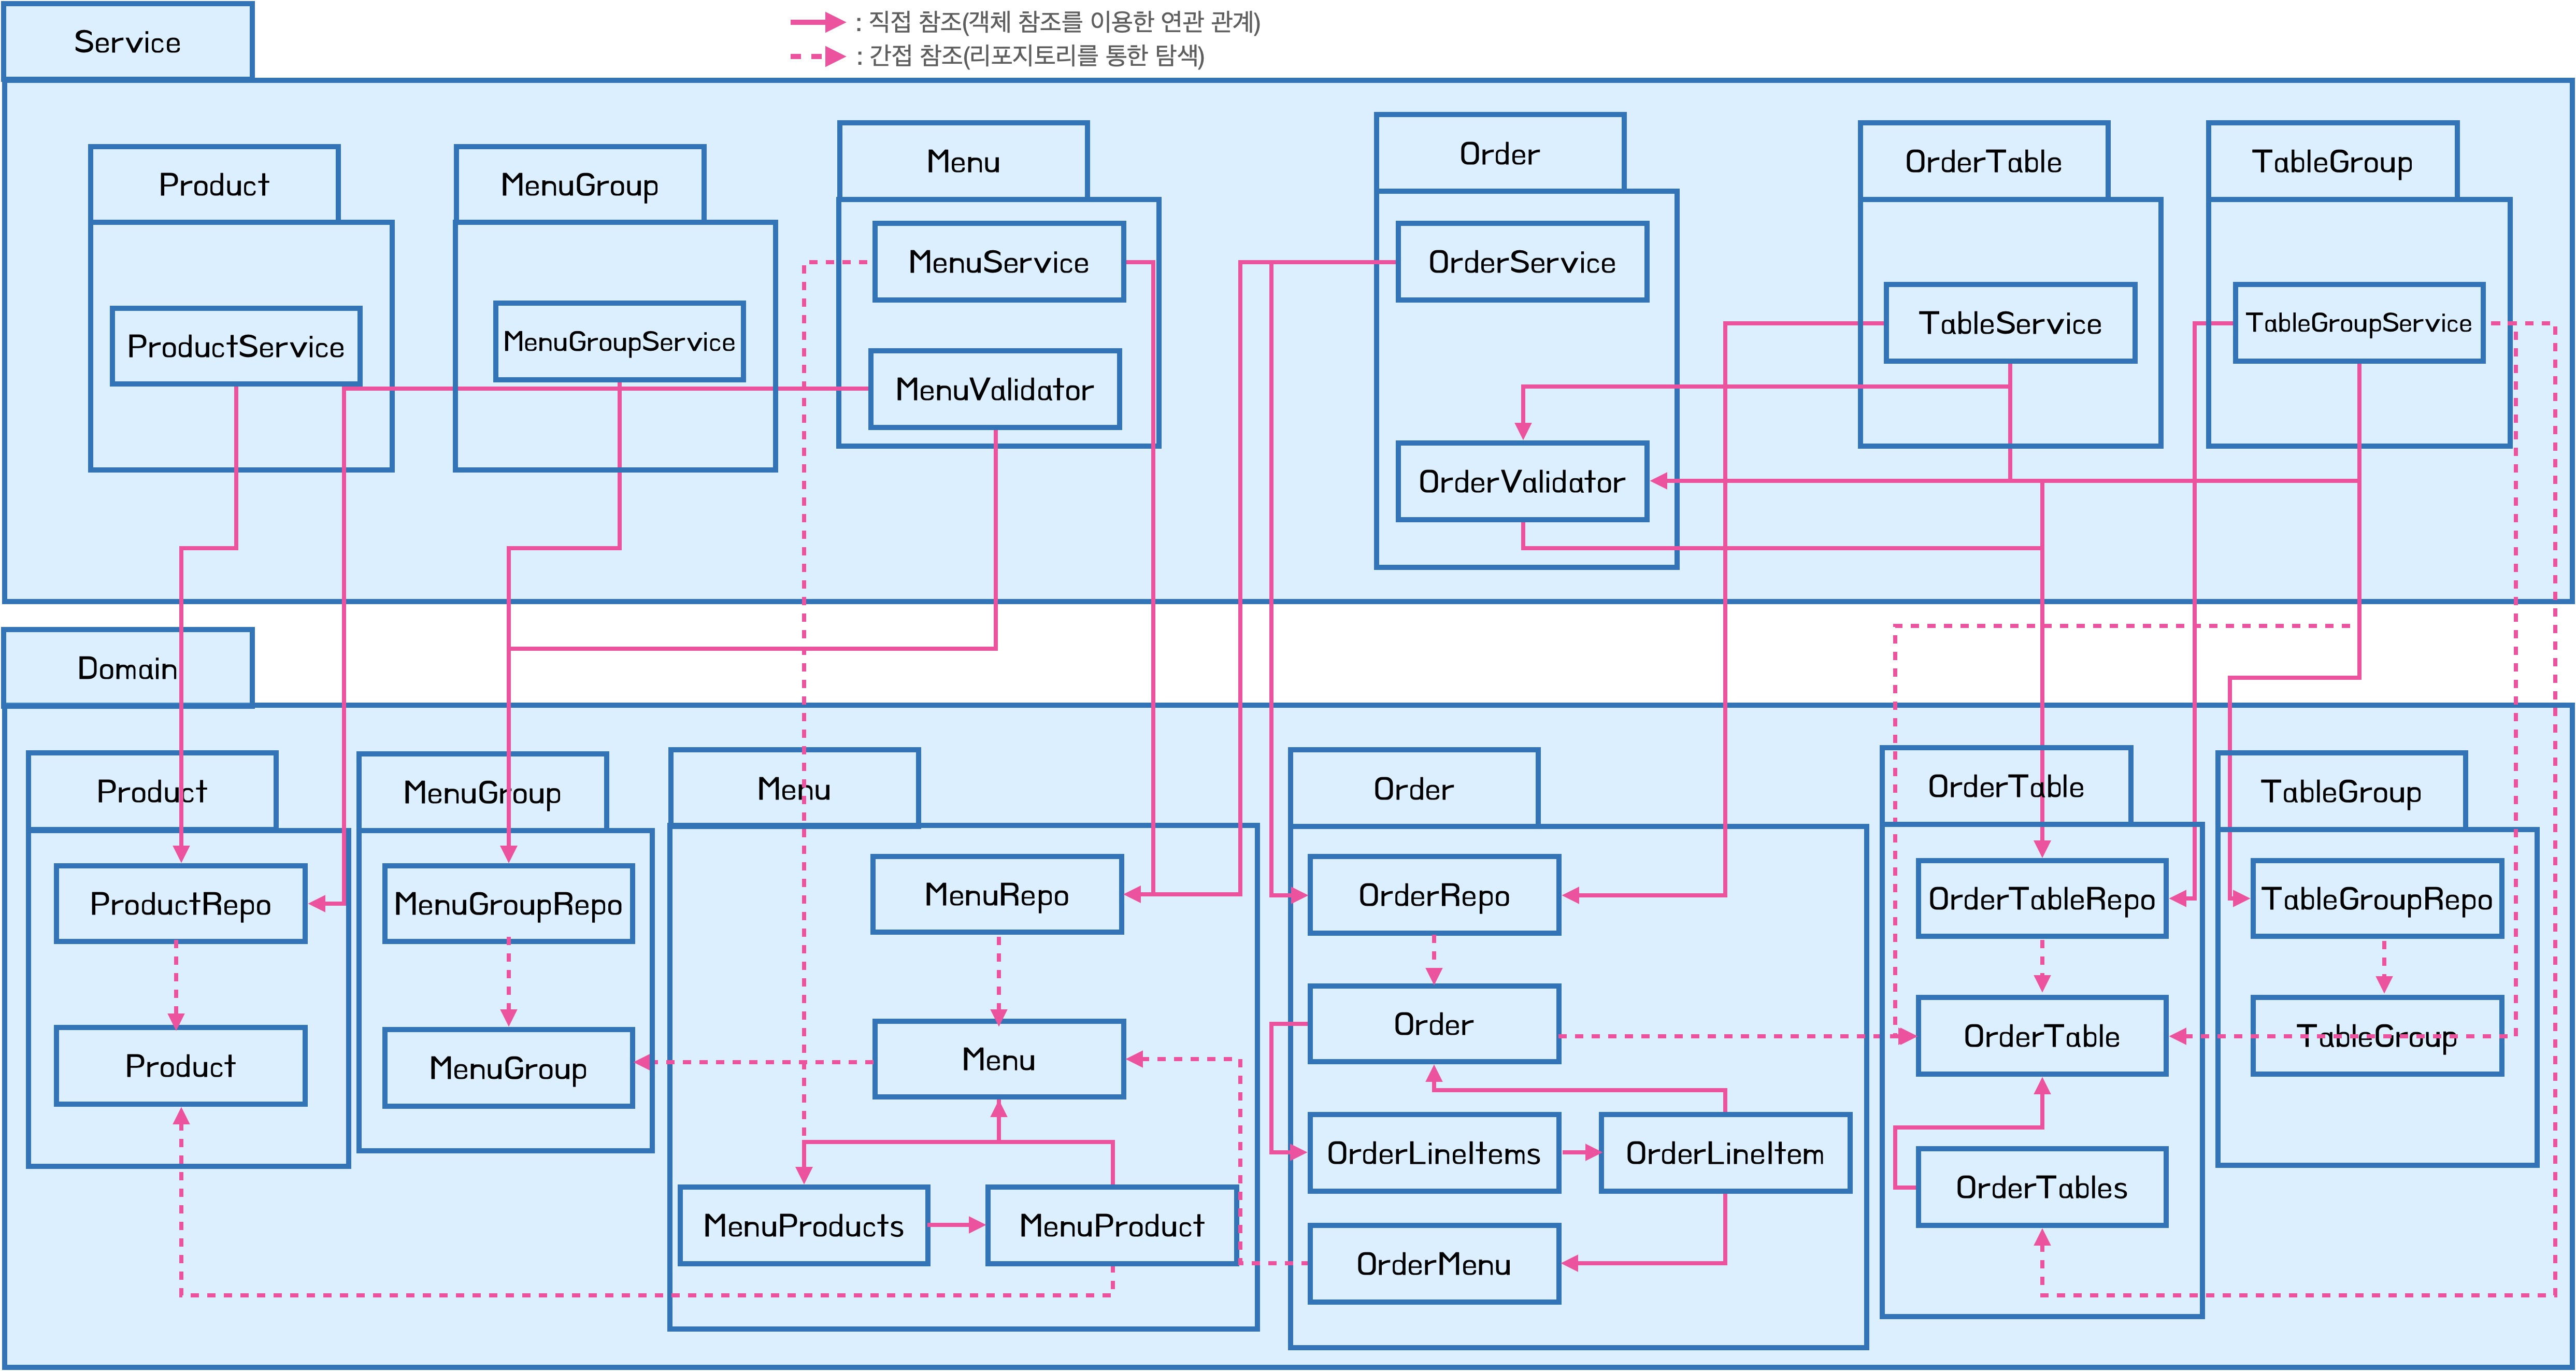 Service
: 직접 참조(객체 참조를 이용한 연관 관계)
: 간접 참조(리포지토리를 통한 탐색)
Product
MenuGroup
Menu
Order
OrderTable
TableGroup
ProductService
MenuGroupService
MenuService
MenuValidator
OrderService
OrderValidator
TableService
TableGroupService
Domain
Product
MenuGroup
Menu
Order
OrderTable
TableGroup
ProductRepo
MenuGroupRepo
MenuRepo
OrderRepo
OrderTableRepo
TableGroupRepo
Product
MenuGroup
Menu
Order
OrderTable
TableGroup
MenuProducts
MenuProduct
OrderLineItems
OrderLineItem
OrderMenu
OrderTables